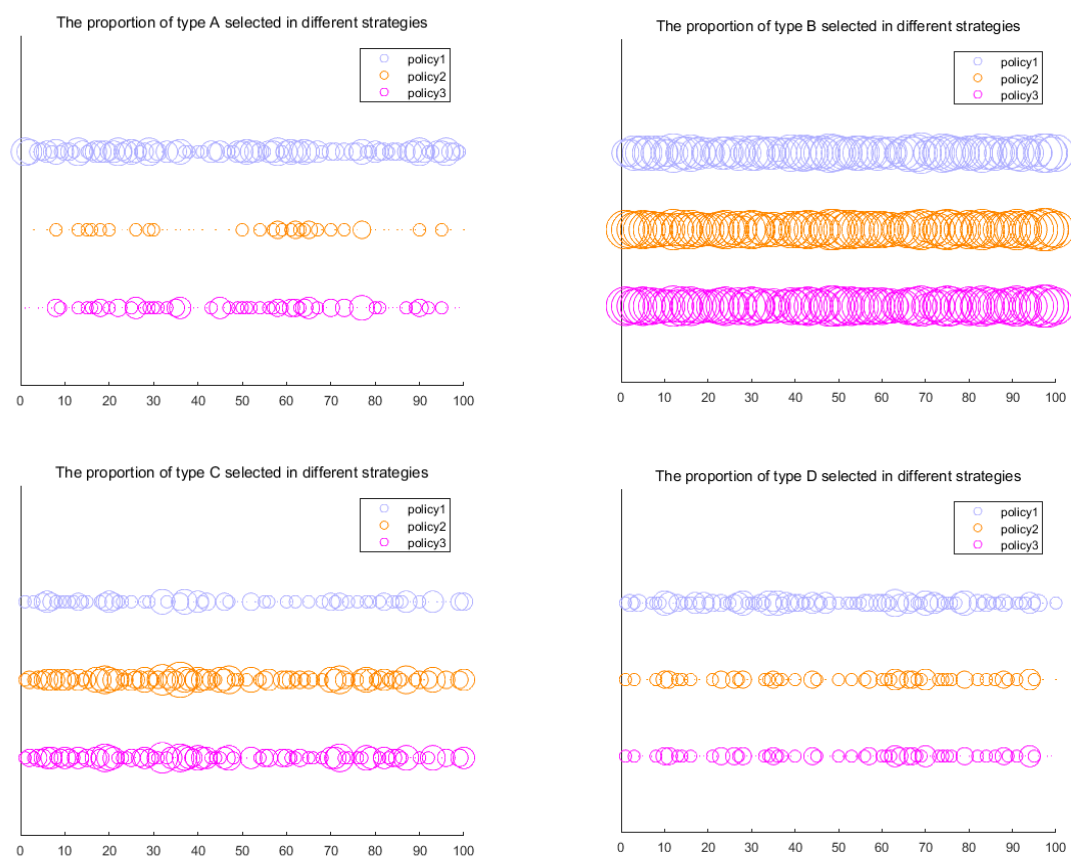 The proportion of type A selected in different strategies
policy1
policy2
policy3
0 10 20 30 40 50 60 70 80 90 100
The proportion of type B selected in different strategies
policy1
policy2
policy3
0 10 20 30 40 50 60 70 80 90 100
The proportion of type C selected in different strategies
policy1
policy2
policy3
0 10 20 30 40 50 60 70 80 90 100
The proportion of type D selected in different strategies
policy1
policy2
policy3
0 10 20 30 40 50 60 70 80 90 100